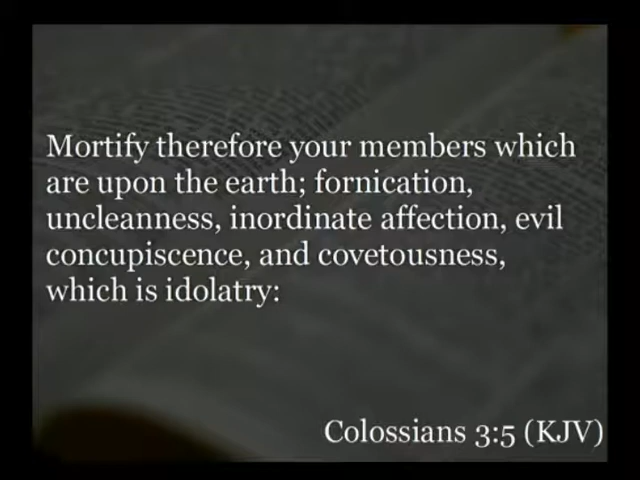 Mortify therefore your members which
are upon the earth; fornication,
uncleanness, inordinate affection, evil
concupiscence, and covetousness,
which is idolatry:
Colossians 3:5 (KJV)